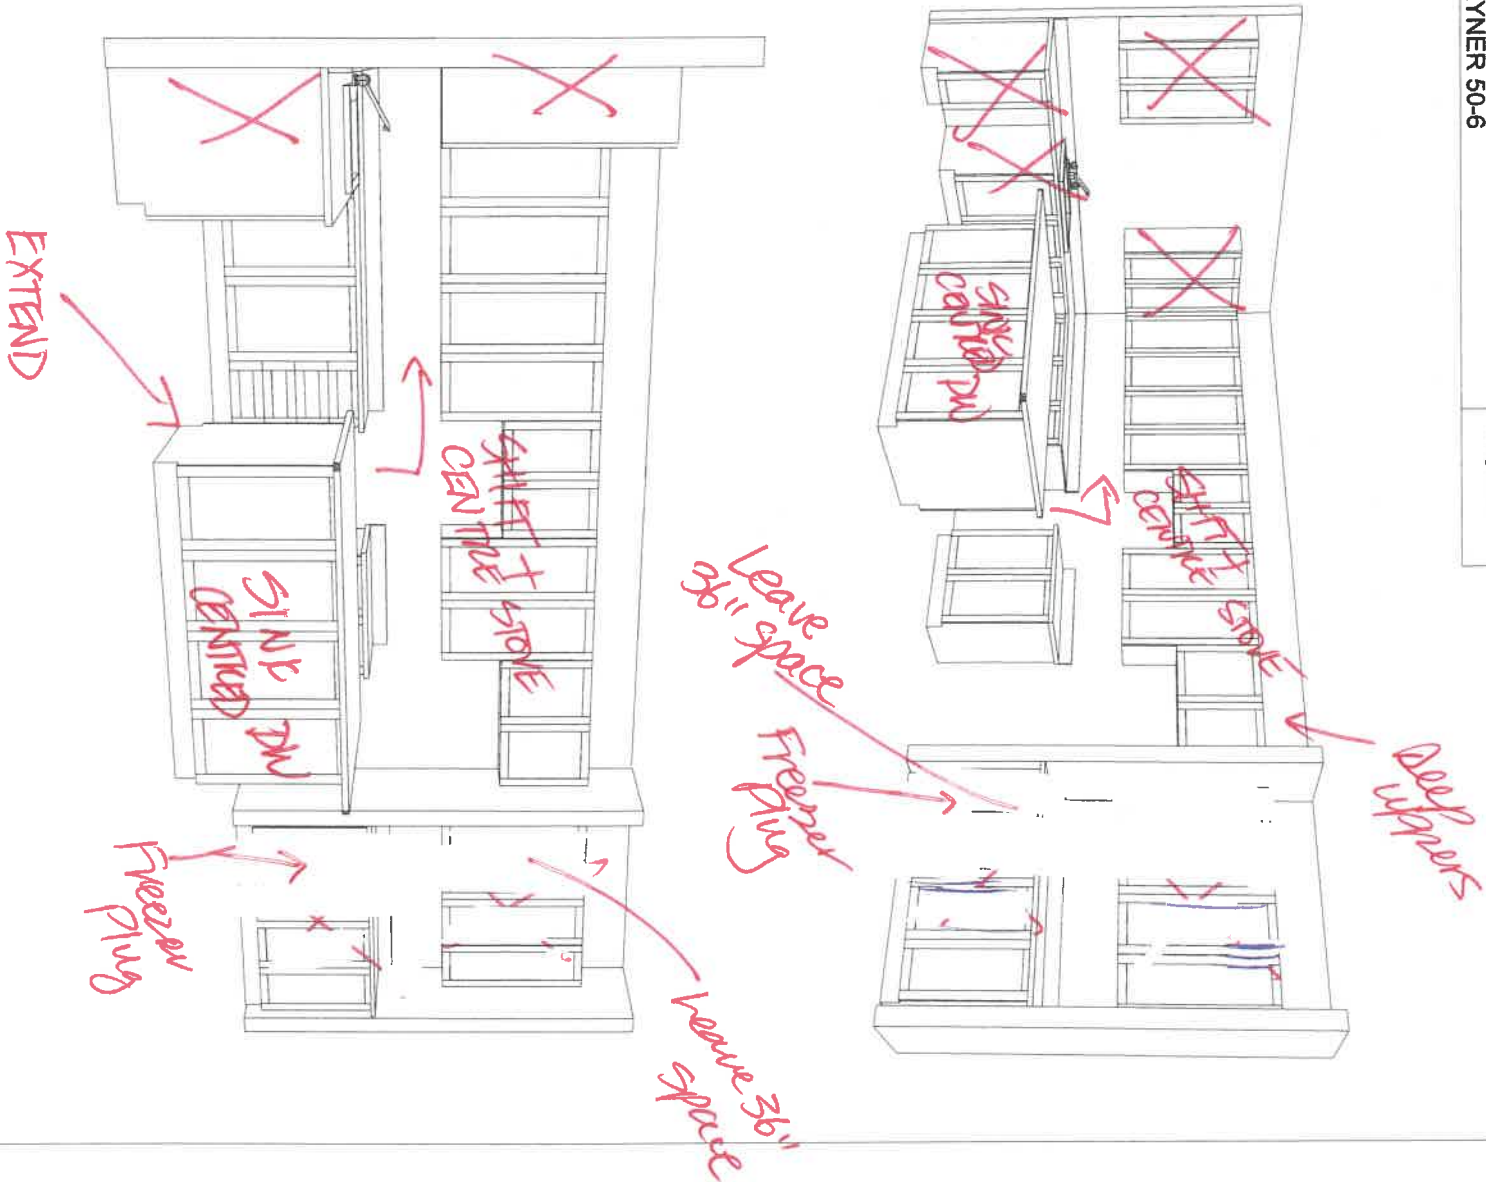 YNER 50-6
Deep
uppers
SHIFT +
CENTRE STOVE
SINK
CENTRED DW
Leave
36" space
Freezer
Plug
SHIFT +
CENTRE STOVE
SINK
CENTRED DW
EXTEND
Freezer
Plug
Leave 36"
space